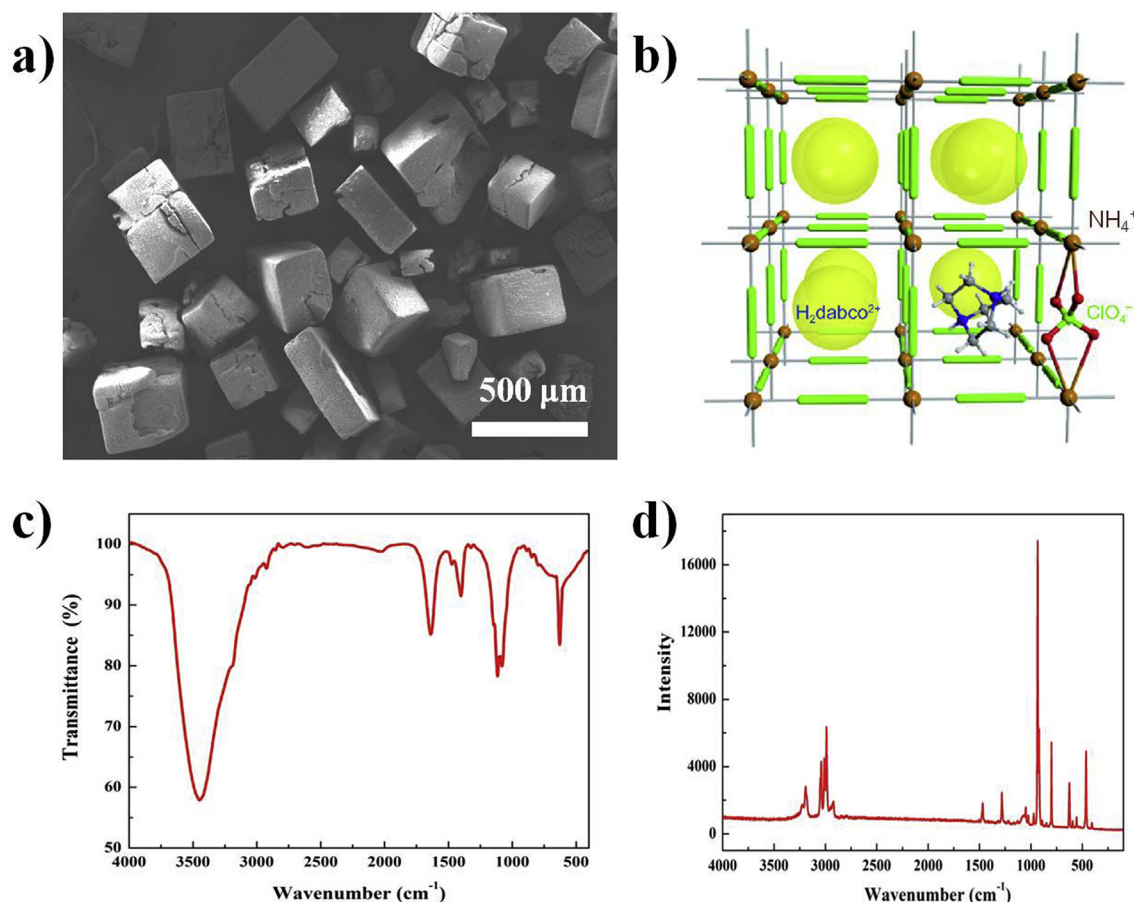 a)
500 µm
b)
NH₄⁺
H₂dabco²⁺
ClO₄⁻
c)
Transmittance (%)
100
90
80
70
60
50
4000 3500 3000 2500 2000 1500 1000 500
Wavenumber (cm⁻¹)
d)
Intensity
16000
12000
8000
4000
0
4000 3500 3000 2500 2000 1500 1000 500
Wavenumber (cm⁻¹)